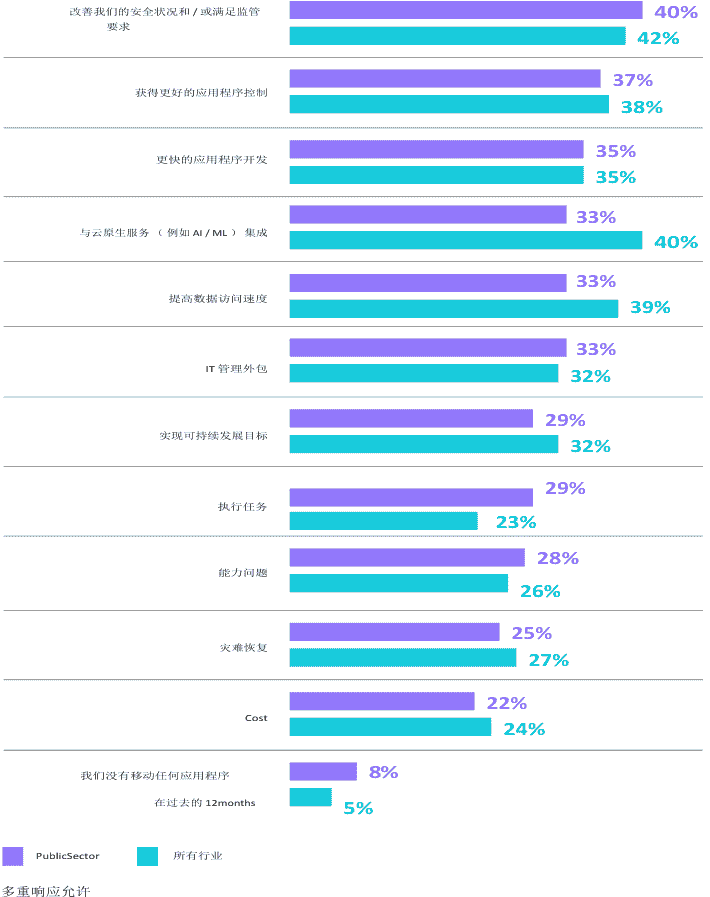 改善我们的安全状况和 / 或满足监管
要求
40%
42%
获得更好的应用程序控制
37%
38%
更快的应用程序开发
35%
35%
与云原生服务 （ 例如 AI / ML ） 集成
33%
40%
提高数据访问速度
33%
39%
IT 管理外包
33%
32%
实现可持续发展目标
29%
32%
执行任务
29%
23%
能力问题
28%
26%
灾难恢复
25%
27%
Cost
22%
24%
我们没有移动任何应用程序
在过去的 12months
8%
5%
PublicSector
所有行业
多重响应允许